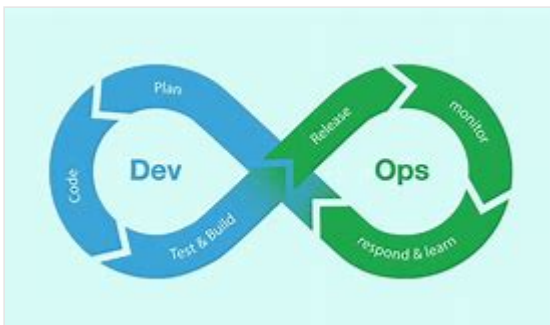 Plan
Code
Dev
Test & Build
Release
Ops
monitor
respond & learn